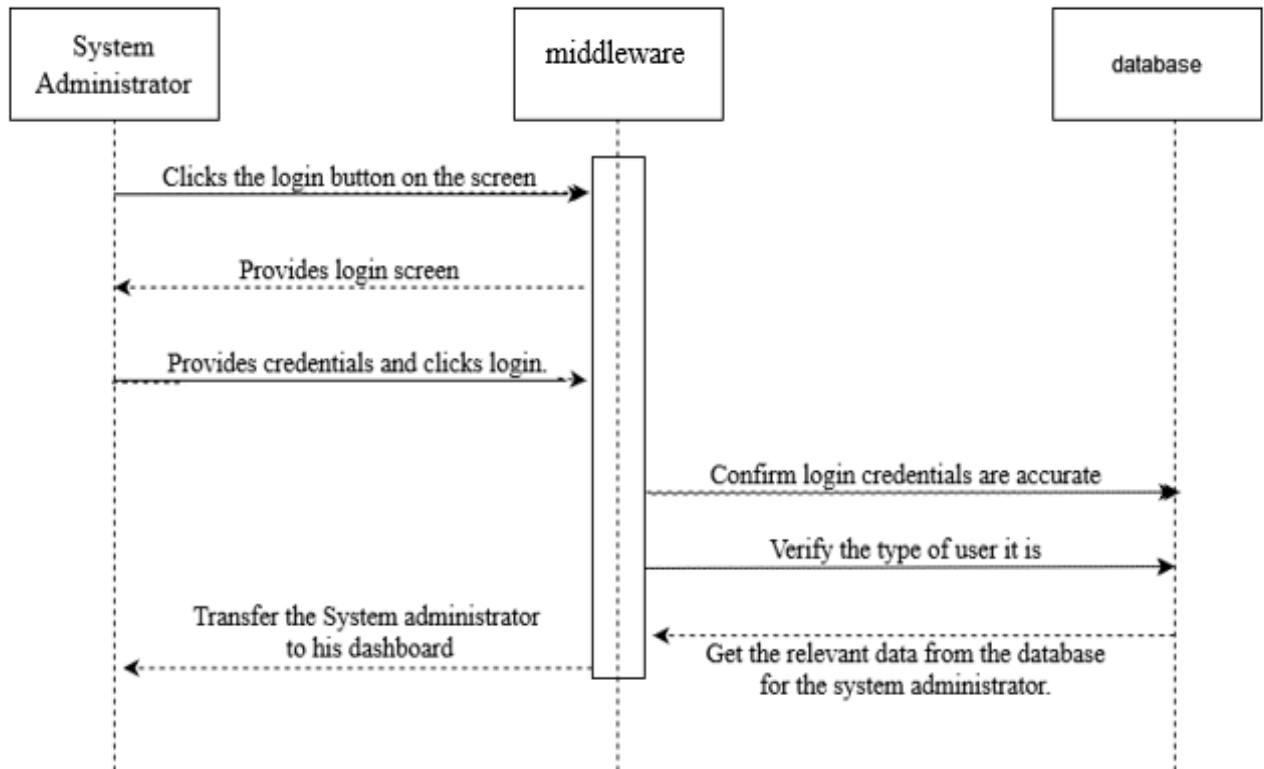 System
Administrator
middleware
database
Clicks the login button on the screen
Provides login screen
Provides credentials and clicks login.
Confirm login credentials are accurate
Verify the type of user it is
Transfer the System administrator
to his dashboard
Get the relevant data from the database
for the system administrator.